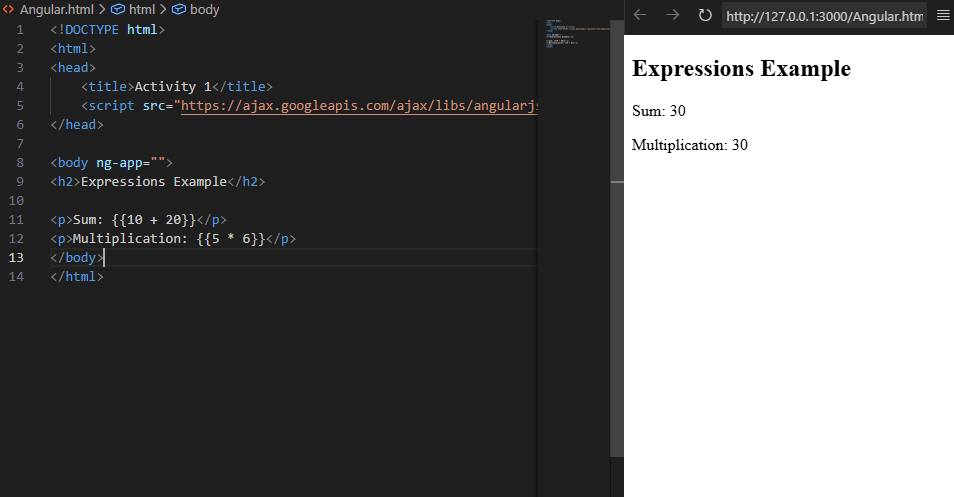 Angular.html > html > body
1 <!DOCTYPE html>
2 <html>
3 <head>
4 <title>Activity 1</title>
5 <script src="https://ajax.googleapis.com/ajax/libs/angularjs
6 </head>
7
8 <body ng-app="">
9 <h2>Expressions Example</h2>
10
11 <p>Sum: {{10 + 20}}</p>
12 <p>Multiplication: {{5 * 6}}</p>
13 </body>
14 </html>
http://127.0.0.1:3000/Angular.htm
Expressions Example
Sum: 30
Multiplication: 30